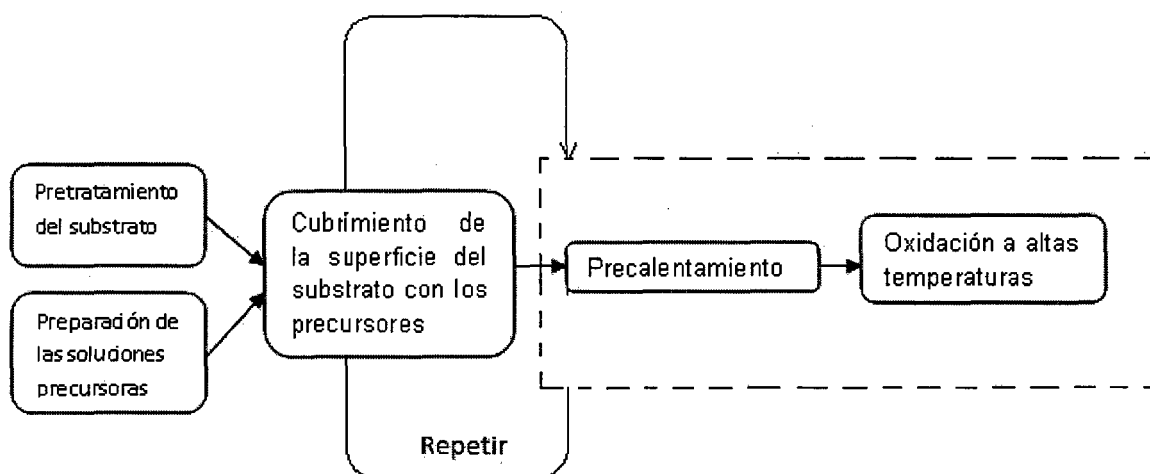 Pretratamiento
del substrato
Preparación de
las soluciones
precursoras
Cubrimiento de
la superficie del
substrato con los
precursores
Precalentamiento
Oxidación a altas
temperaturas
Repetir